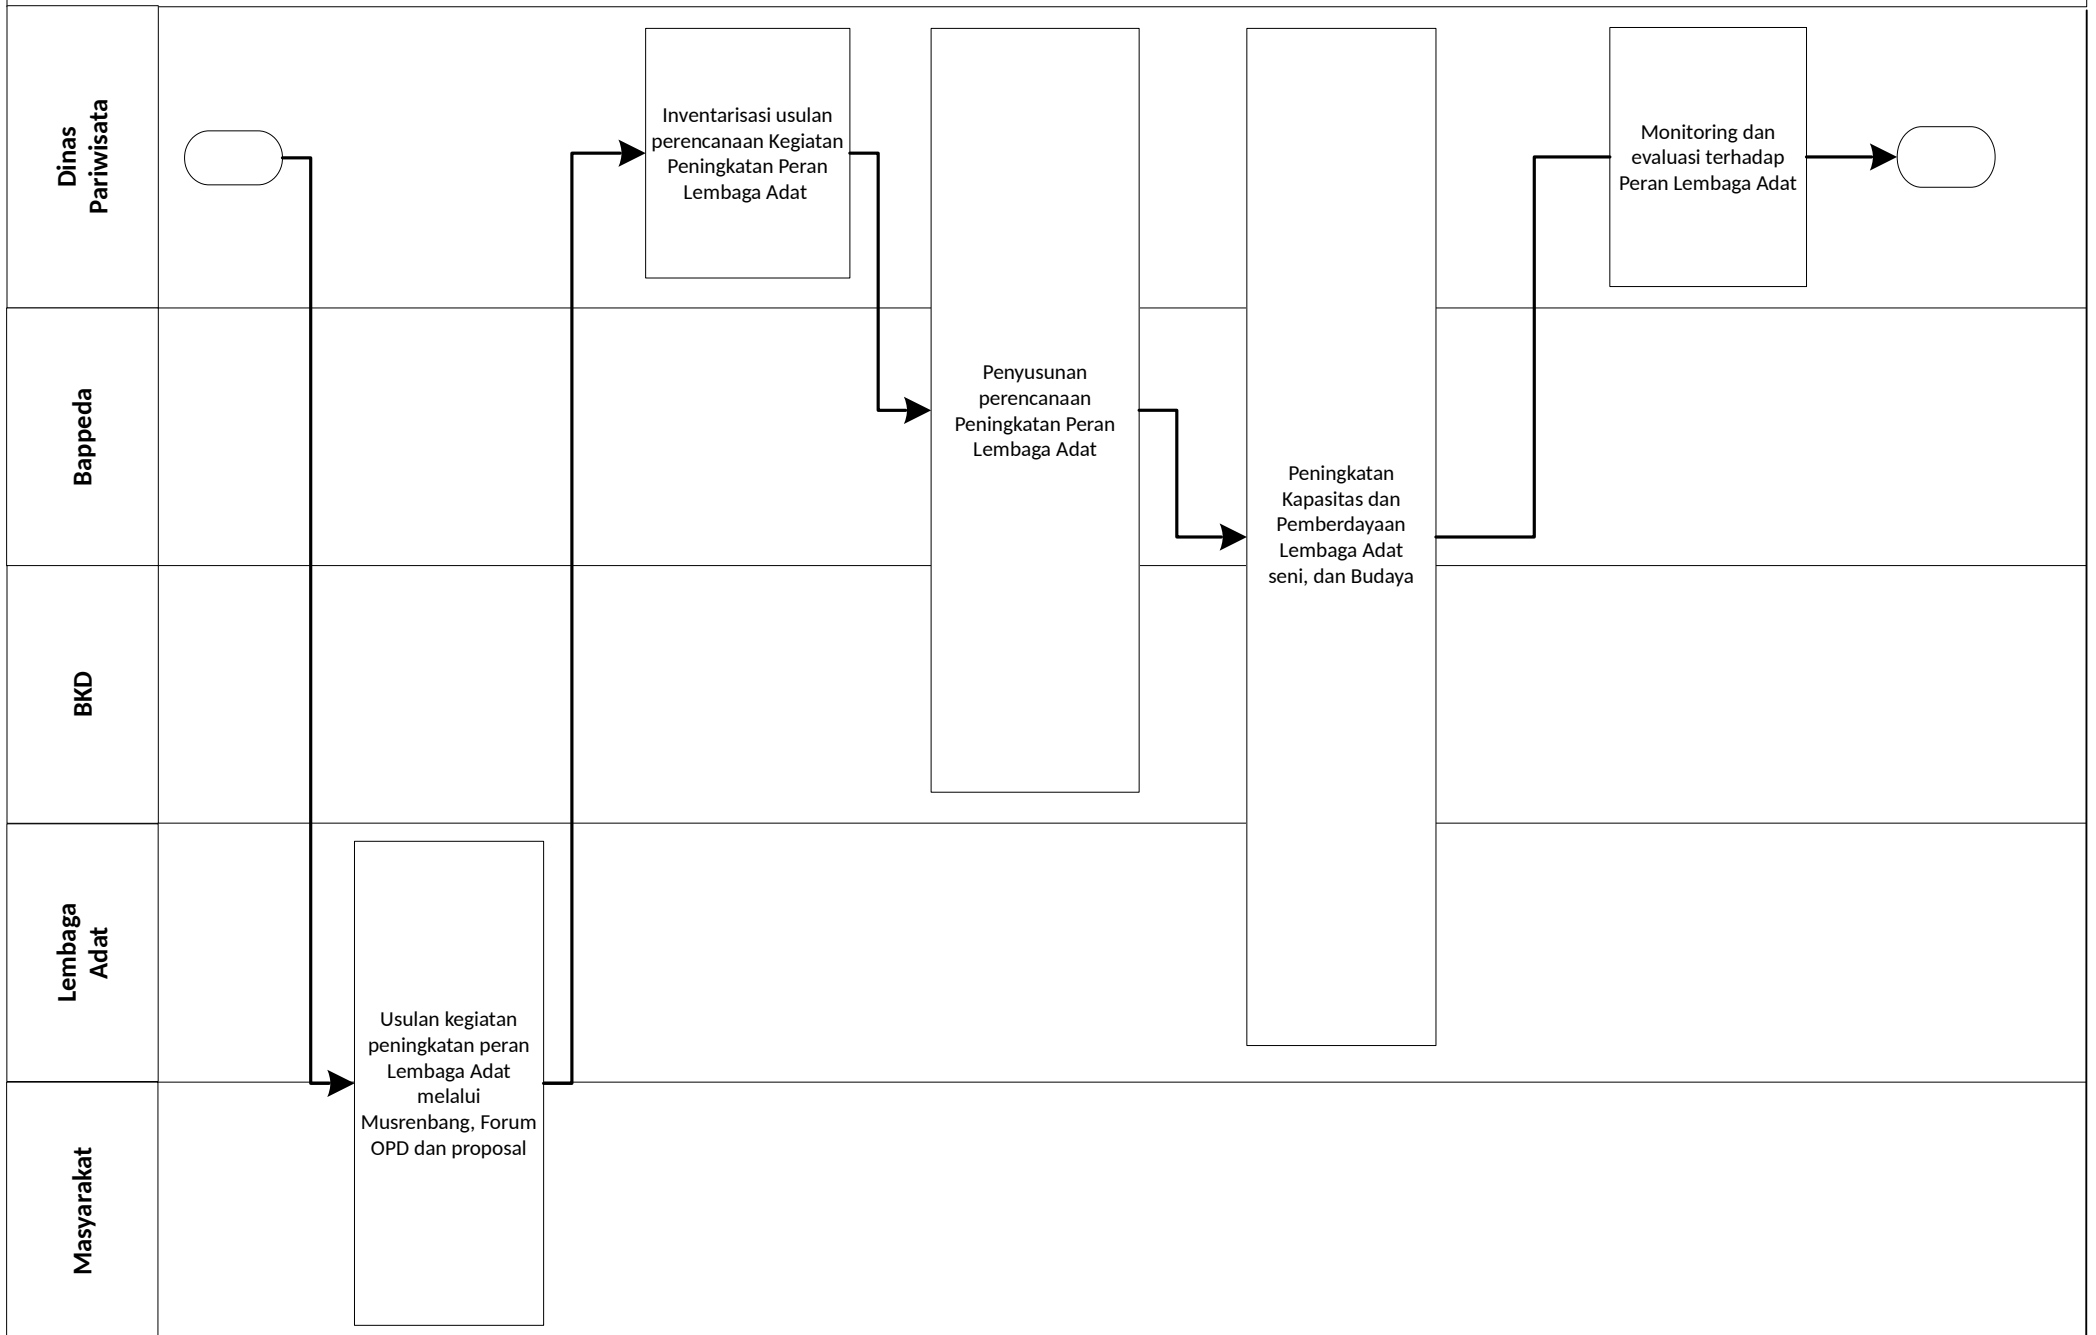 Dinas
Pariwisata
Inventarisasi usulan
perencanaan Kegiatan
Peningkatan Peran
Lembaga Adat
Monitoring dan
evaluasi terhadap
Peran Lembaga Adat
Bappeda
Penyusunan
perencanaan
Peningkatan Peran
Lembaga Adat
Peningkatan
Kapasitas dan
Pemberdayaan
Lembaga Adat
seni, dan Budaya
BKD
Lembaga
Adat
Usulan kegiatan
peningkatan peran
Lembaga Adat
melalui
Musrenbang, Forum
OPD dan proposal
Masyarakat